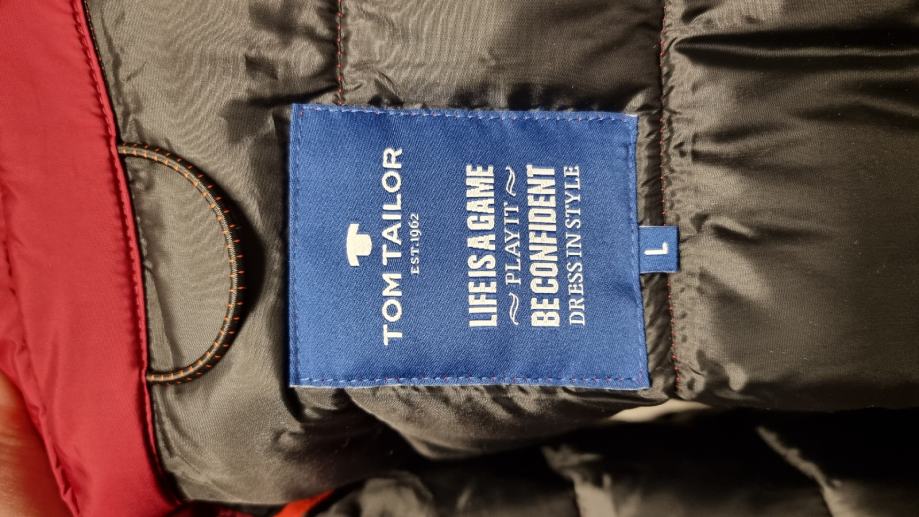 TOM TAILOR
EST.1962
LIFE IS A GAME
PLAY IT
BE CONFIDENT
DRESS IN STYLE
L